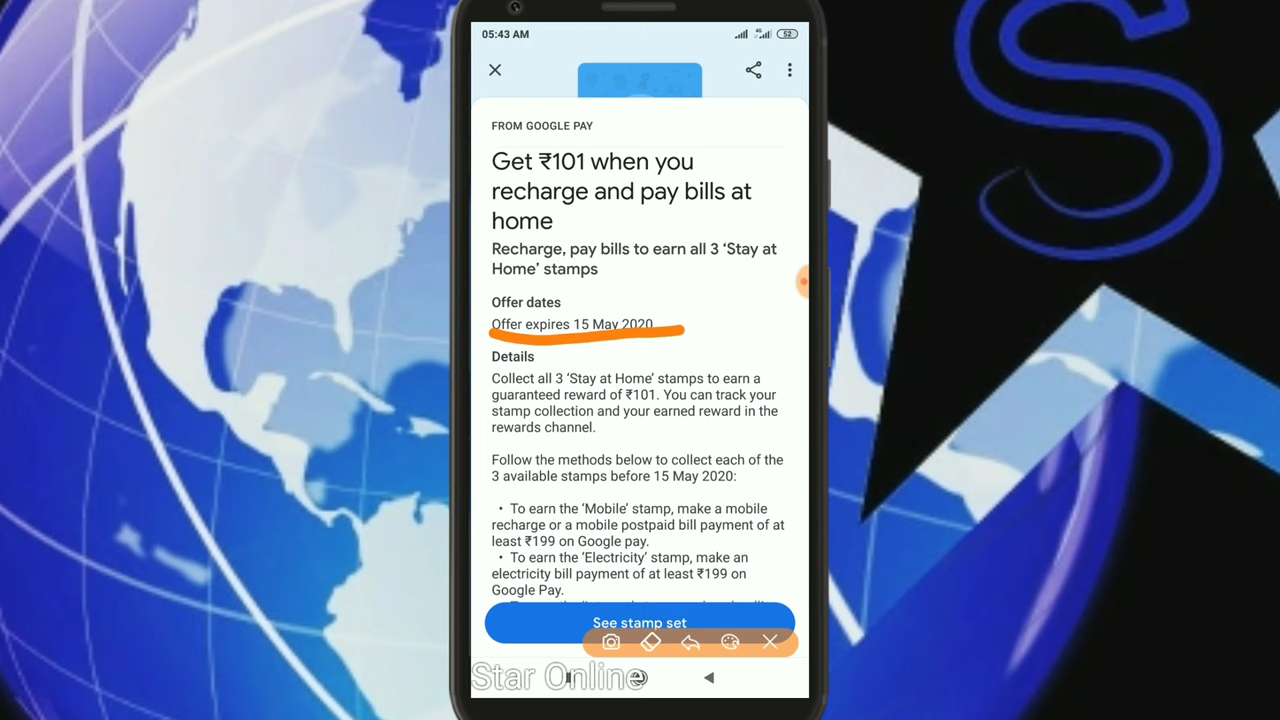 05:43 AM
4G
52
FROM GOOGLE PAY
Get ₹101 when you
recharge and pay bills at
home
Recharge, pay bills to earn all 3 ‘Stay at
Home’ stamps
Offer dates
Offer expires 15 May 2020
Details
Collect all 3 ‘Stay at Home’ stamps to earn a
guaranteed reward of ₹101. You can track your
stamp collection and your earned reward in the
rewards channel.
Follow the methods below to collect each of the
3 available stamps before 15 May 2020:
• To earn the ‘Mobile’ stamp, make a mobile
recharge or a mobile postpaid bill payment of at
least ₹199 on Google pay.
• To earn the ‘Electricity’ stamp, make an
electricity bill payment of at least ₹199 on
Google Pay.
See stamp set
Star Online
S